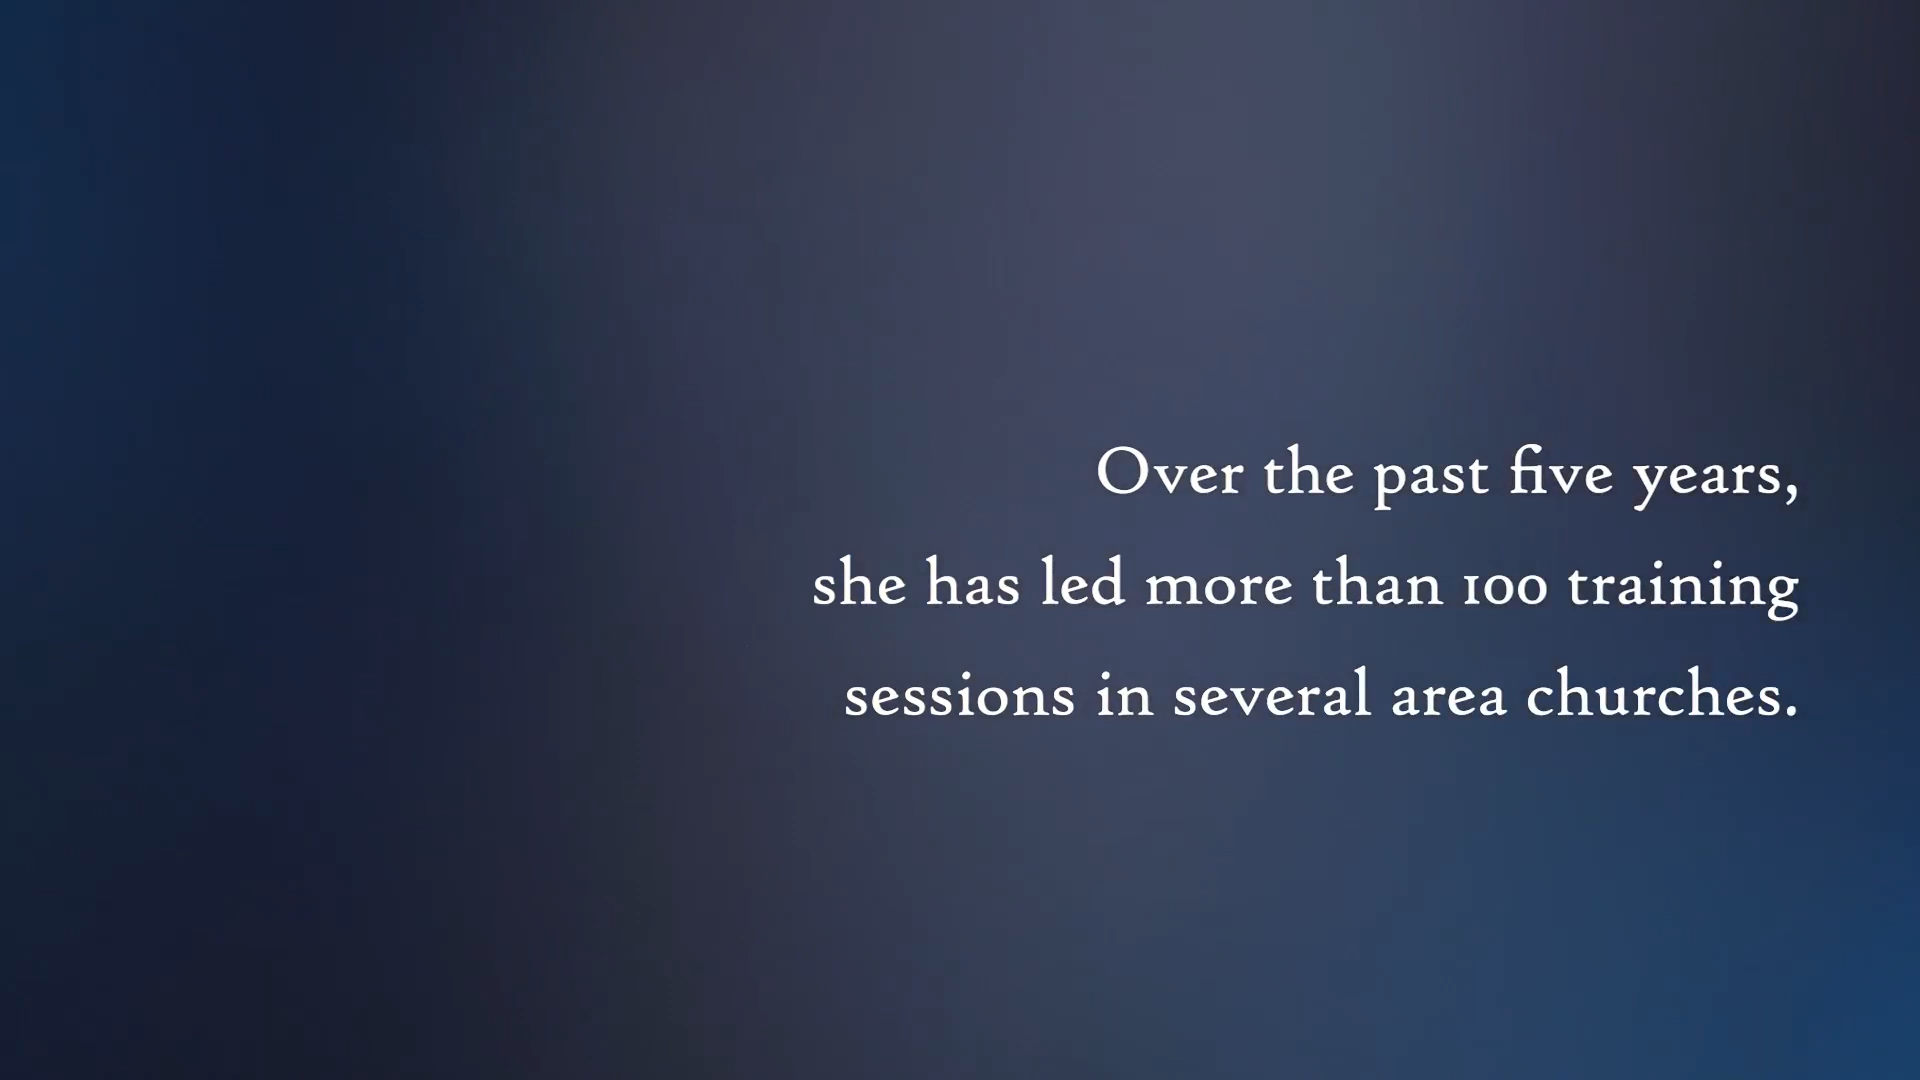 Over the past five years,
she has led more than 100 training
sessions in several area churches.